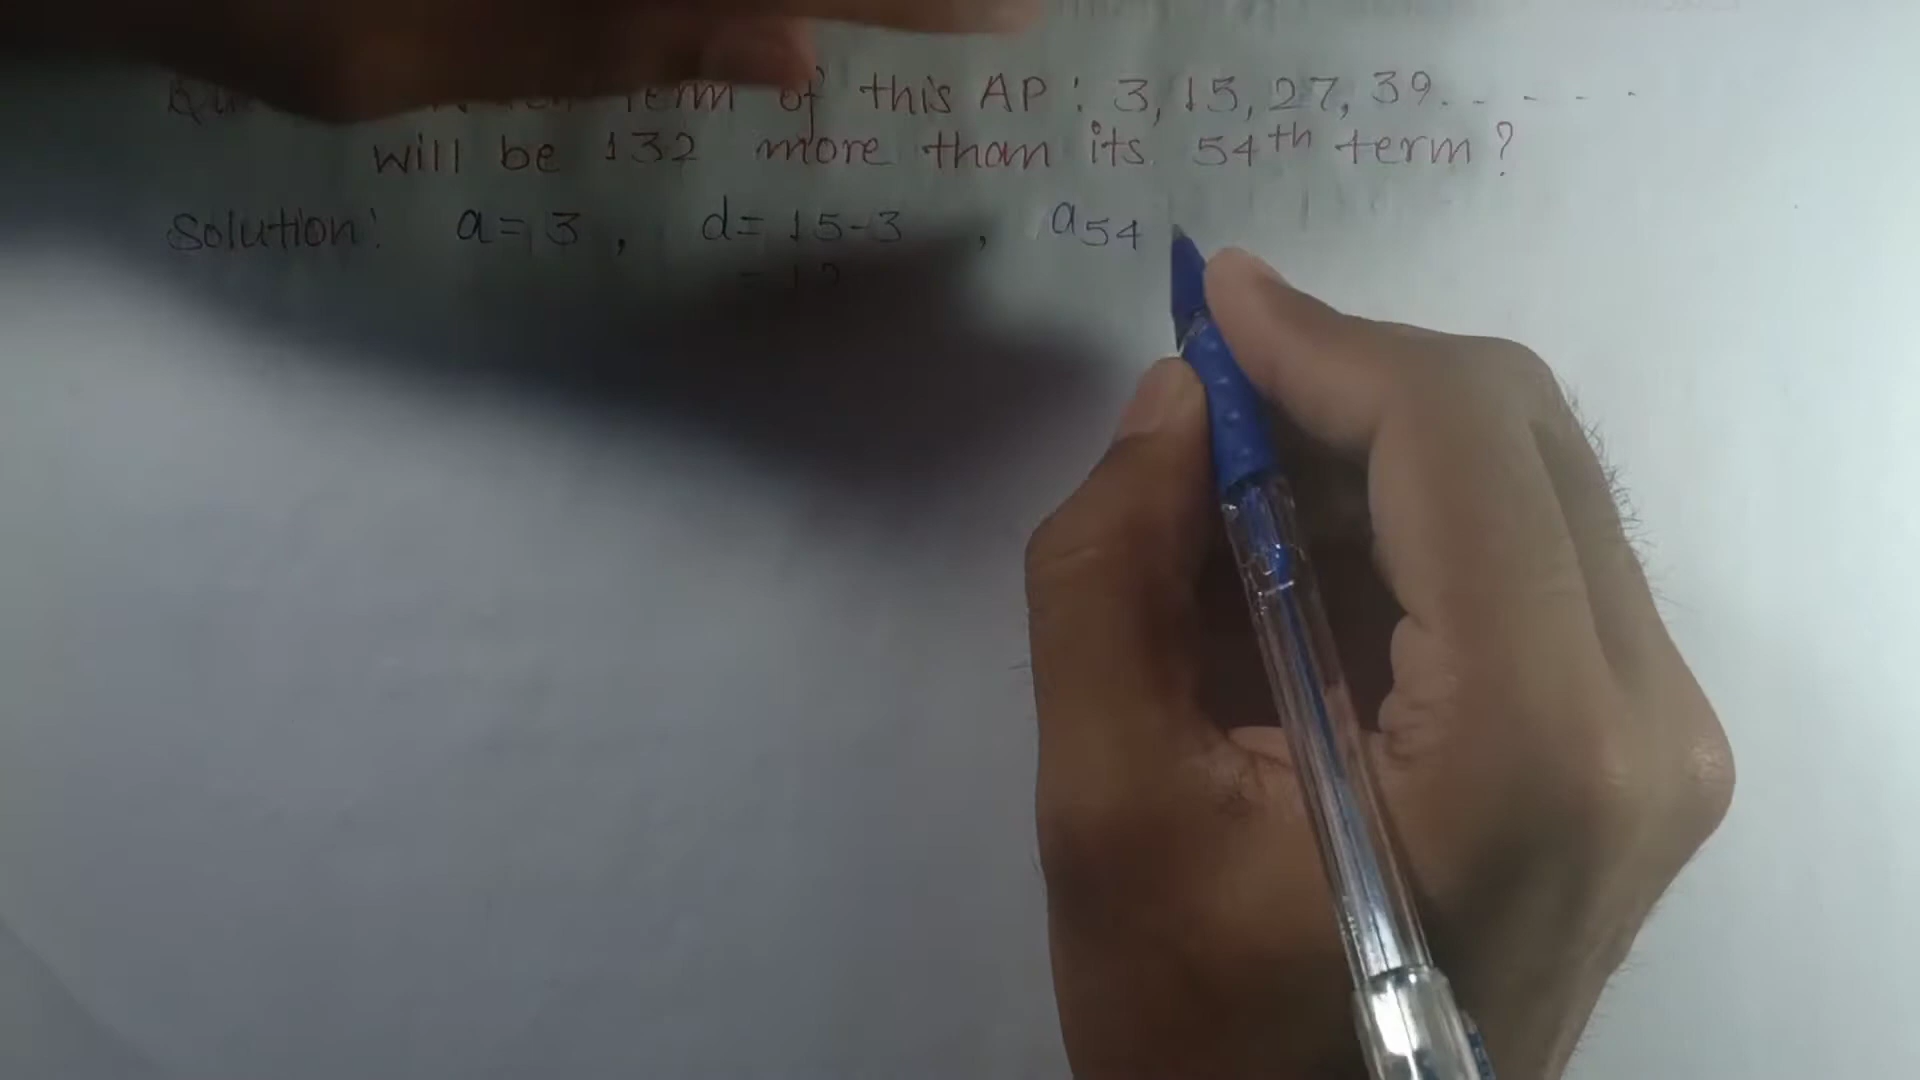 term of this AP : 3, 15, 27, 39. - - - -
will be 132 more than its 54th term ?
Solution: a = 3 , d = 15-3 , a54
= 12